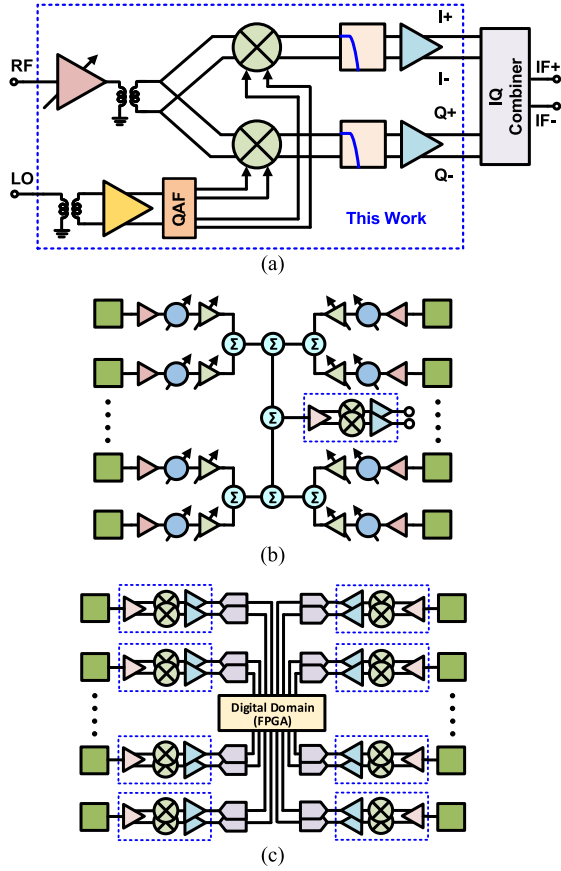 I+
RF
I-
IF+
IQ
Combiner
Q+
IF-
LO
QAF
Q-
This Work
(a)
Σ Σ Σ
Σ
Σ Σ Σ
(b)
Digital Domain
(FPGA)
(c)